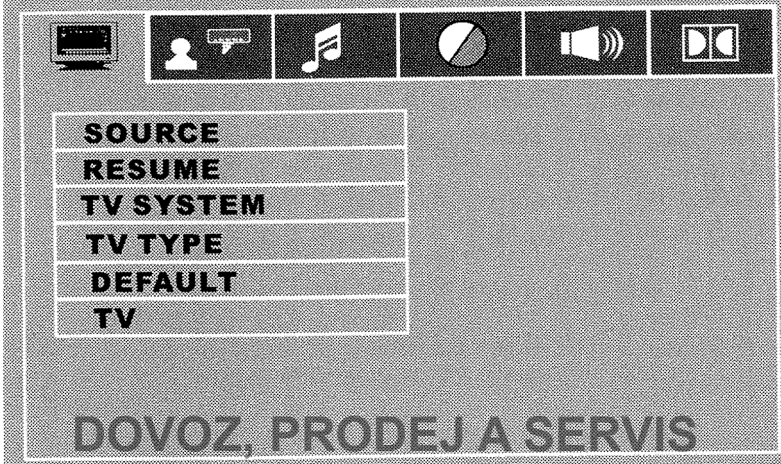 SOURCE
RESUME
TV SYSTEM
TV TYPE
DEFAULT
TV
DOVOZ, PRODEJ A SERVIS